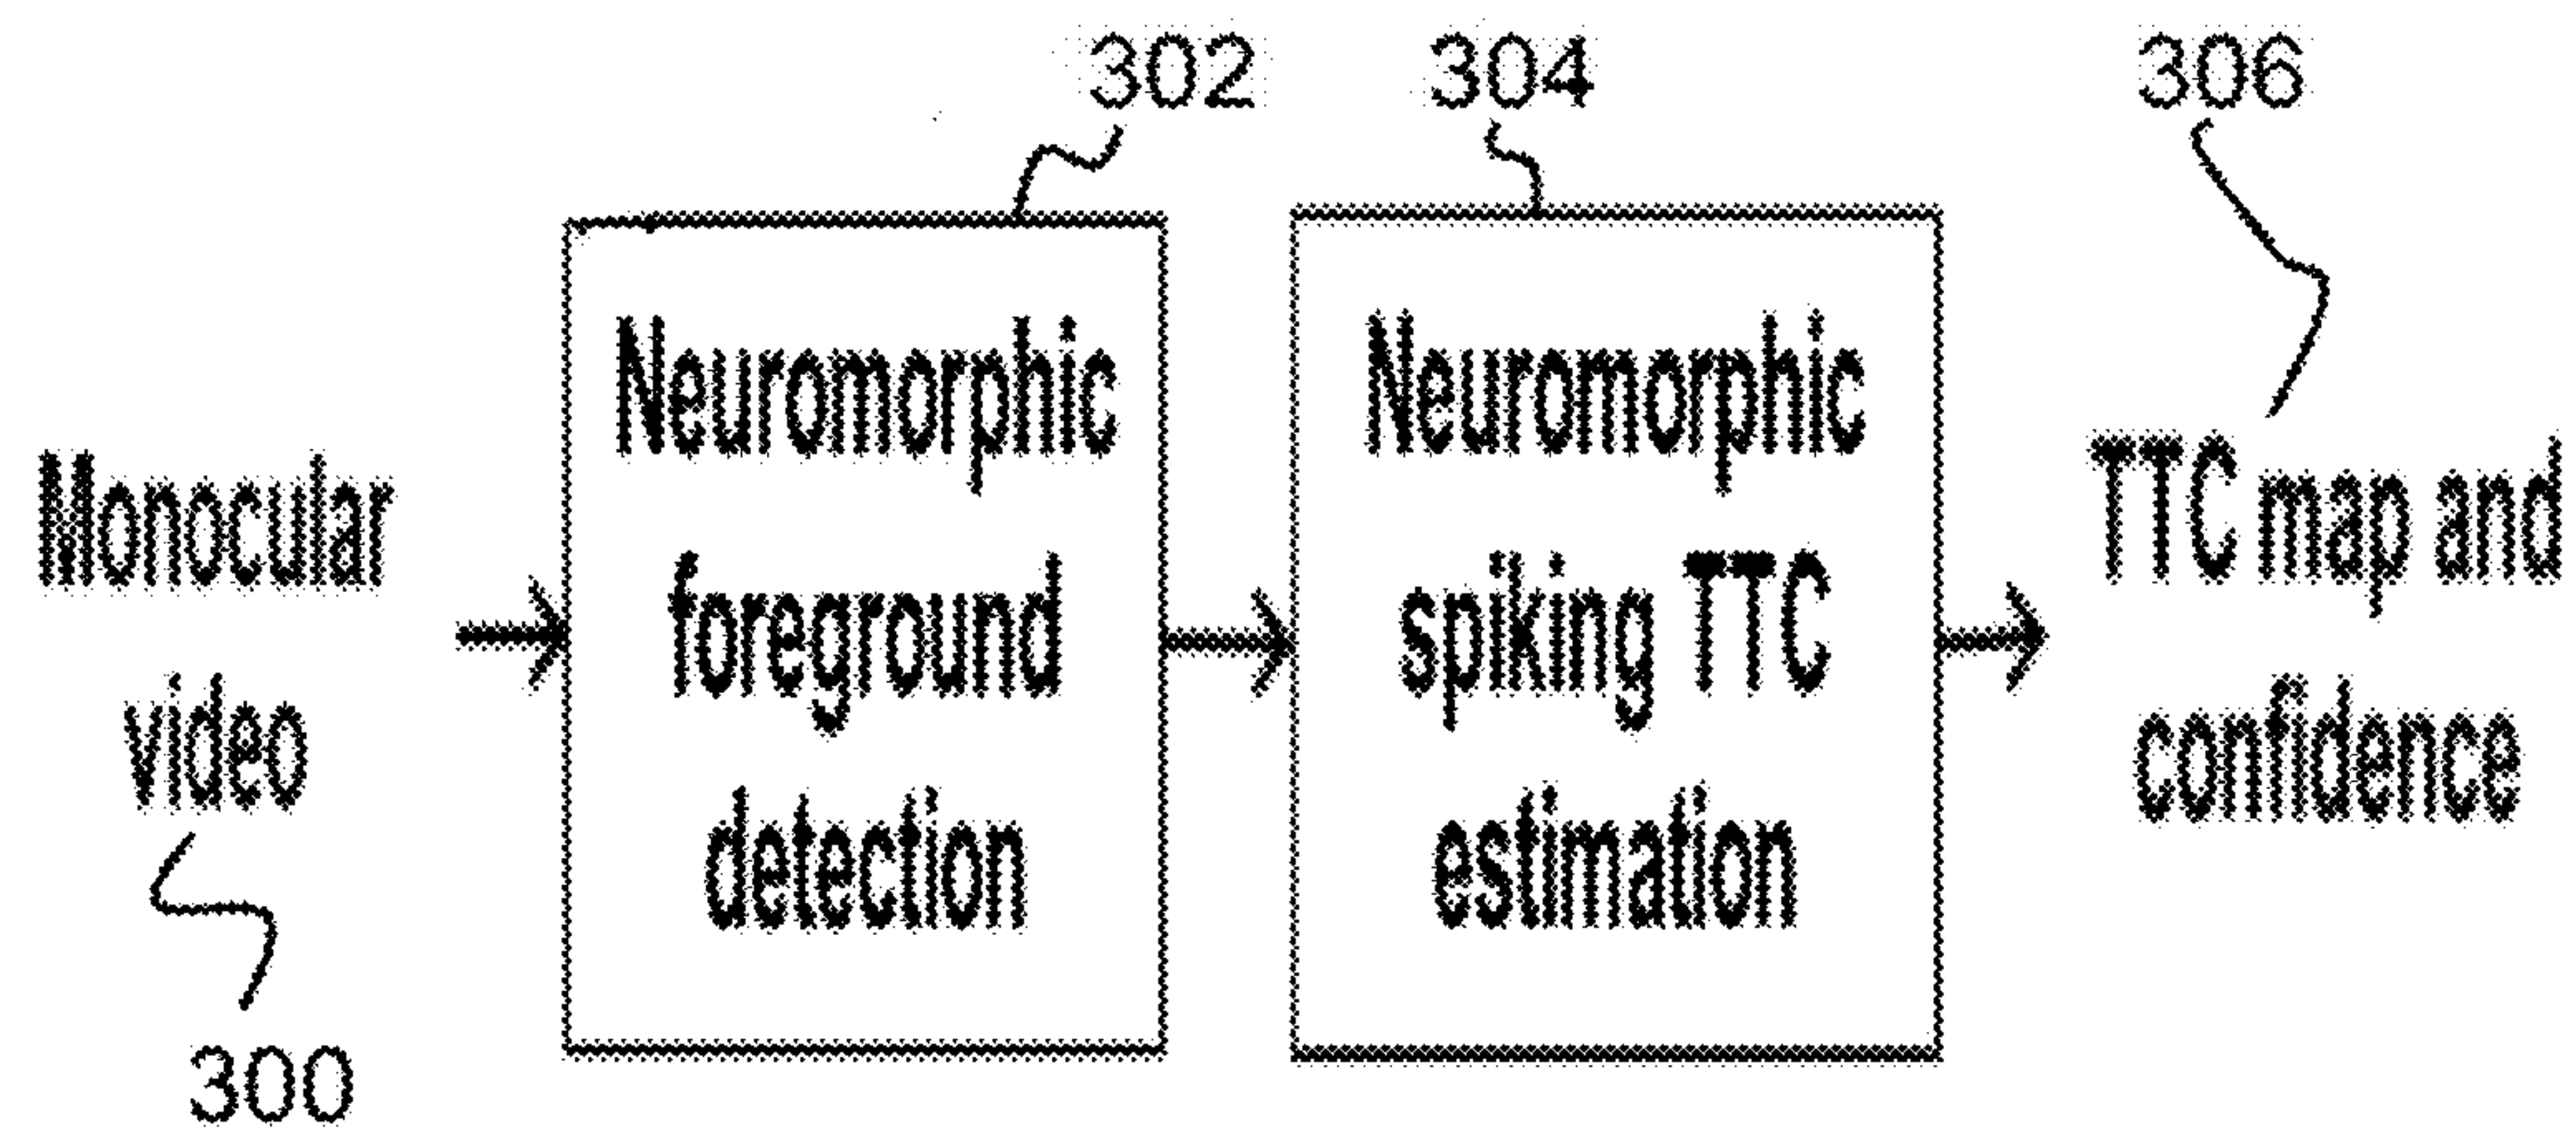 302
304
306
Monocular
video
300
Neuromorphic
foreground
detection
Neuromorphic
spiking TTC
estimation
TTC map and
confidence